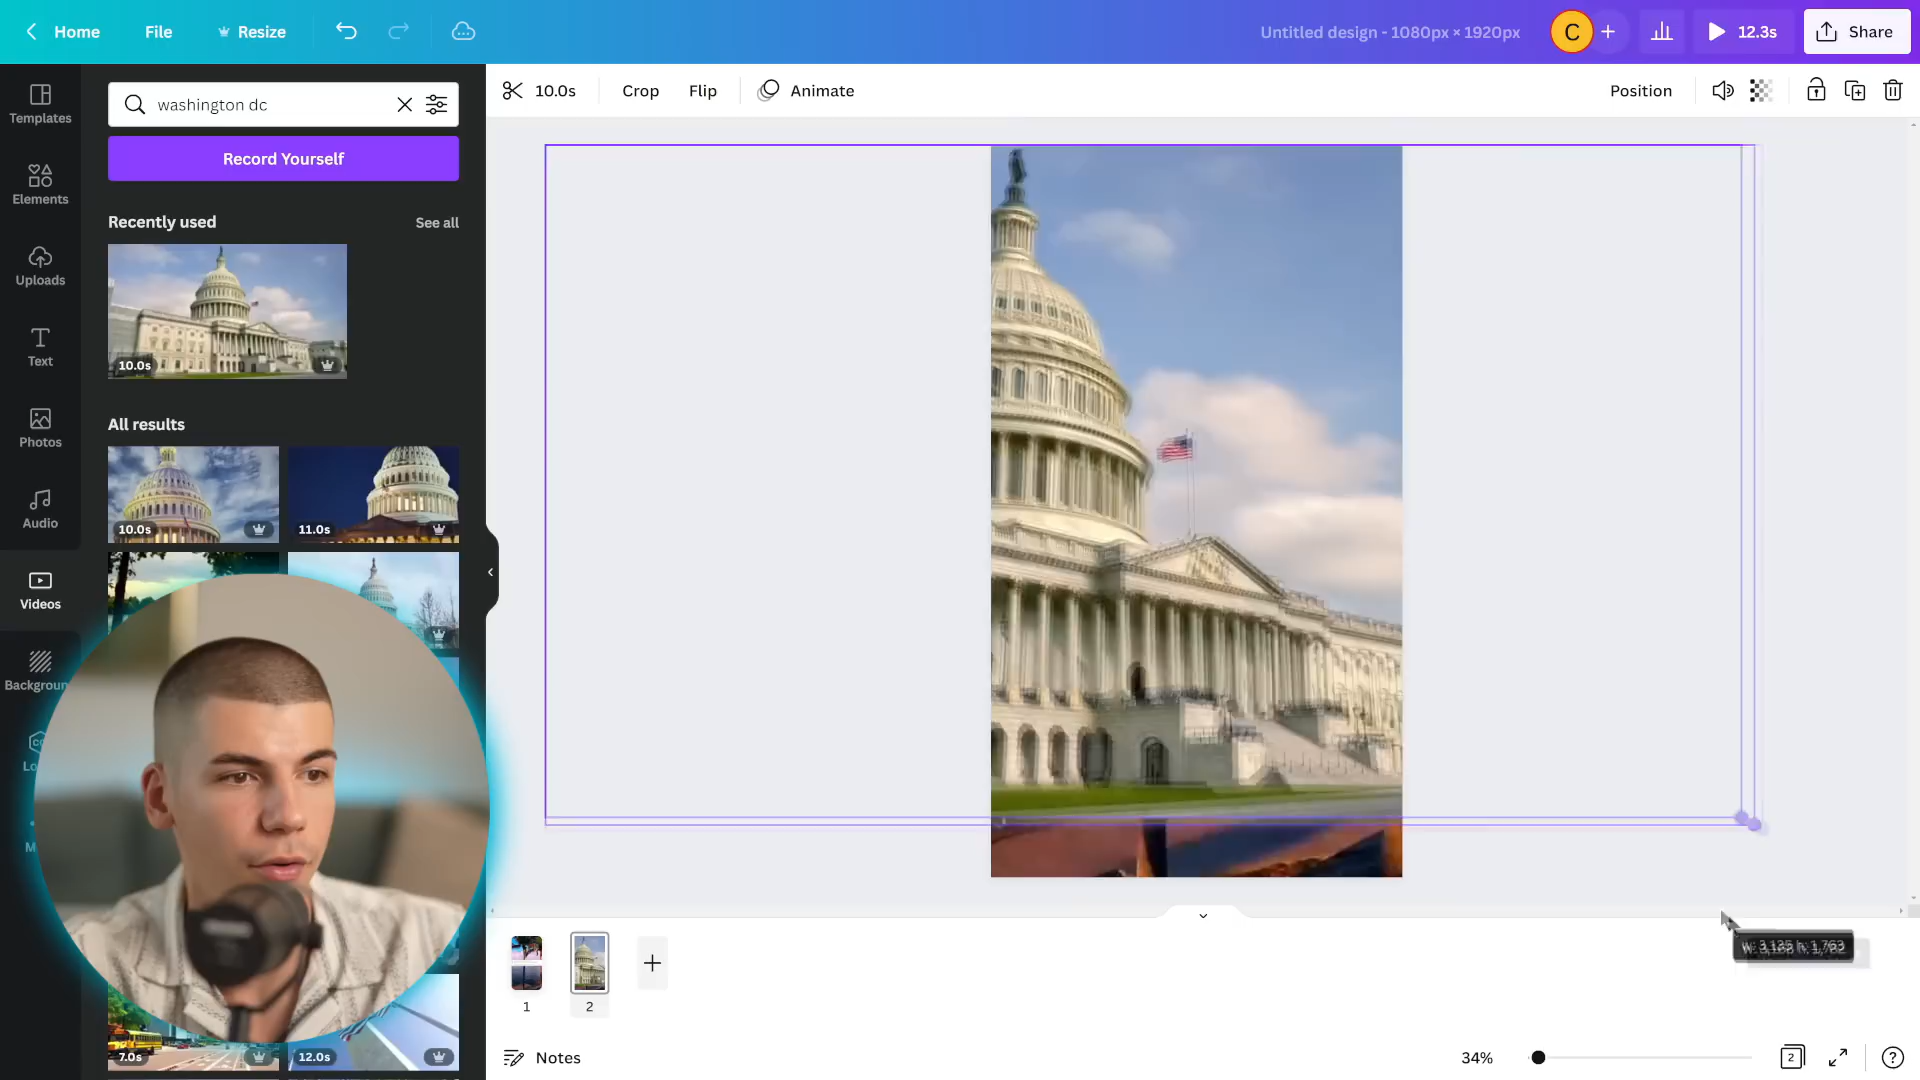 Home
File
Resize
Untitled design - 1080px × 1920px
C
12.3s
Share
Templates
Elements
Uploads
Text
Photos
Audio
Videos
washington dc
Record Yourself
Recently used
See all
10.0s
All results
10.0s
11.0s
7.0s
12.0s
10.0s
Crop
Flip
Animate
Position
1
2
Notes
34%
2
?